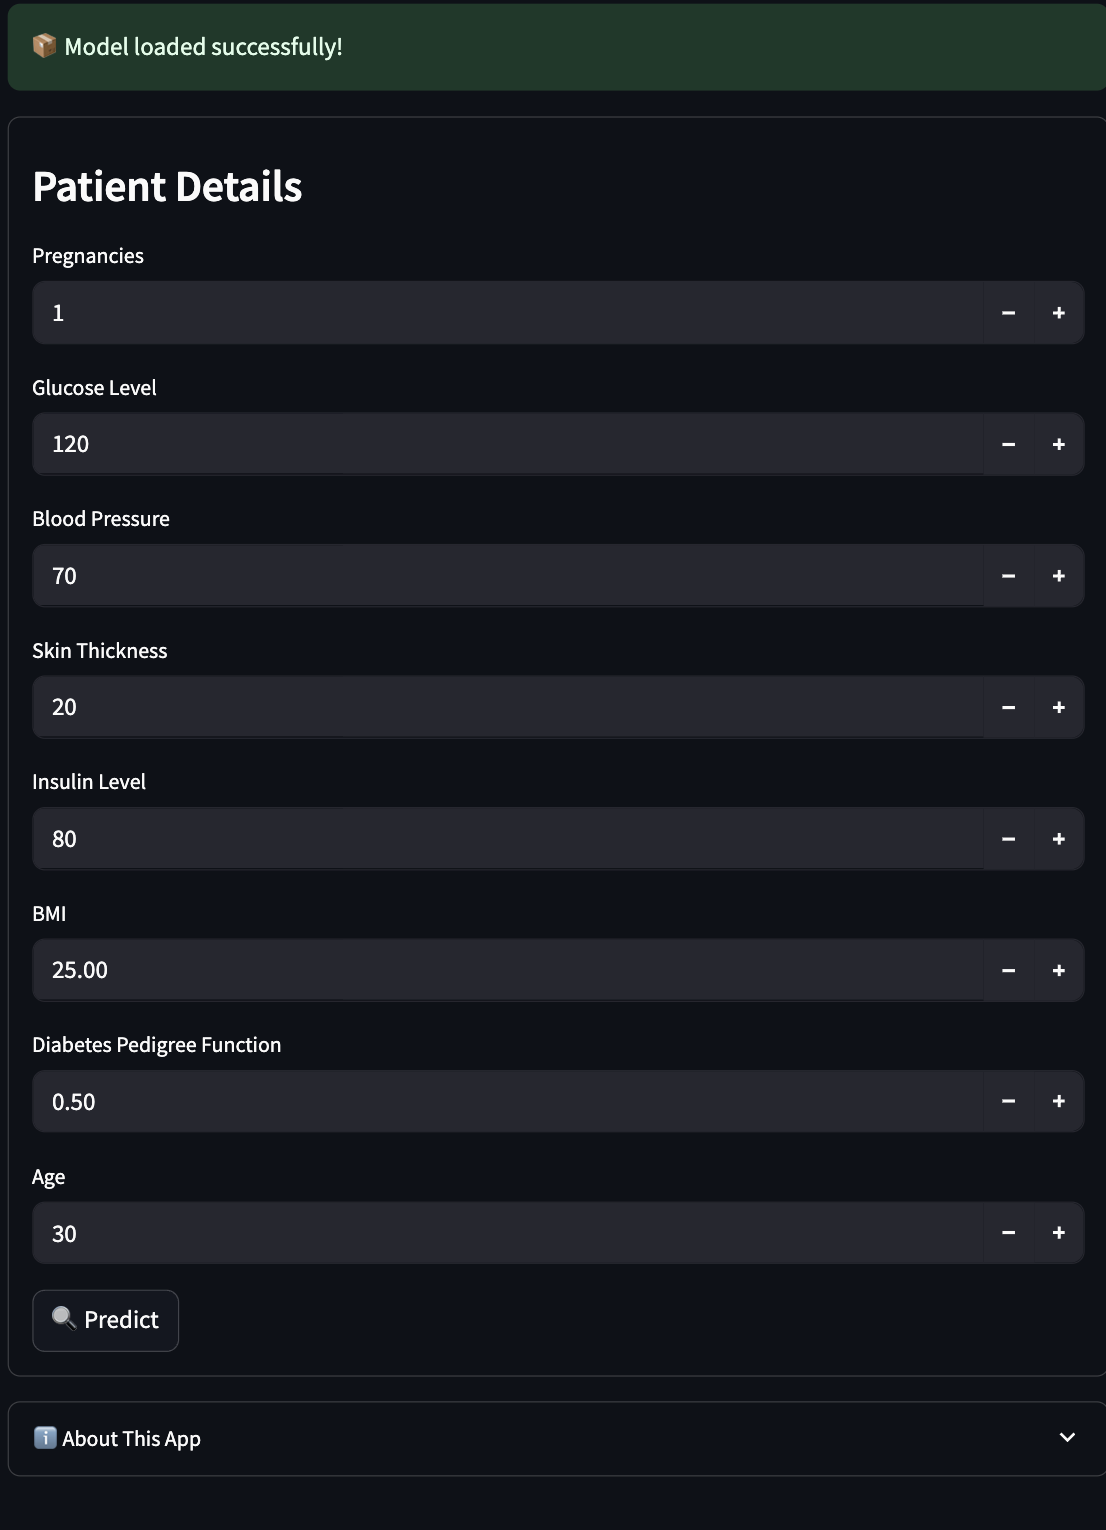 Model loaded successfully!
Patient Details
Pregnancies
1
Glucose Level
120
Blood Pressure
70
Skin Thickness
20
Insulin Level
80
BMI
25.00
Diabetes Pedigree Function
0.50
Age
30
Predict
About This App